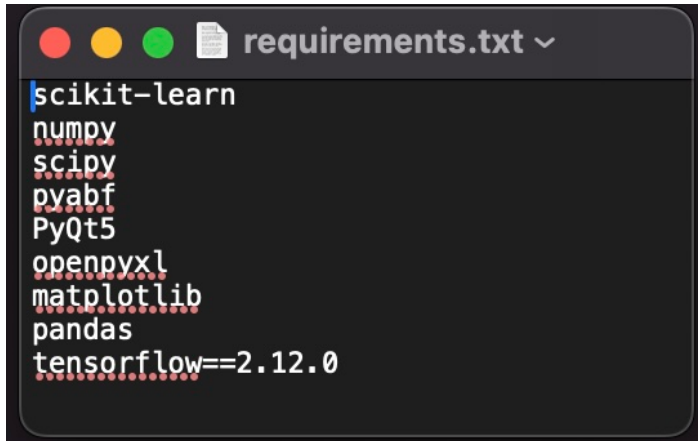 requirements.txt
scikit-learn
numpy
scipy
pyabf
PyQt5
openpyxl
matplotlib
pandas
tensorflow==2.12.0